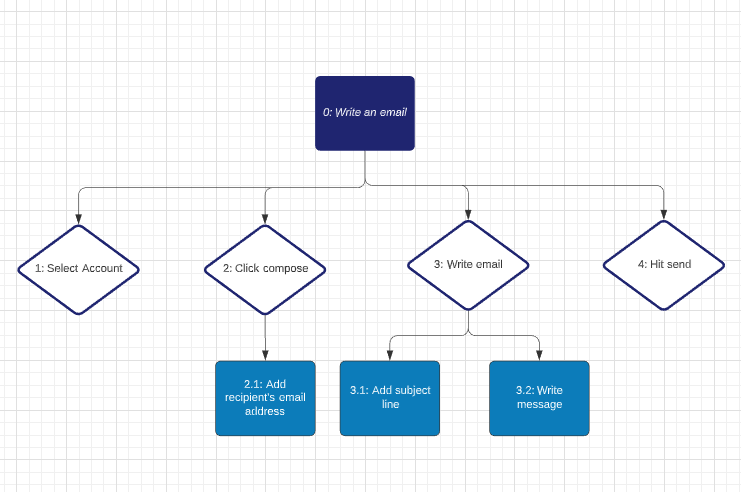 0: Write an email
1: Select Account
2: Click compose
3: Write email
4: Hit send
2.1: Add
recipient's email
address
3.1: Add subject
line
3.2: Write
message